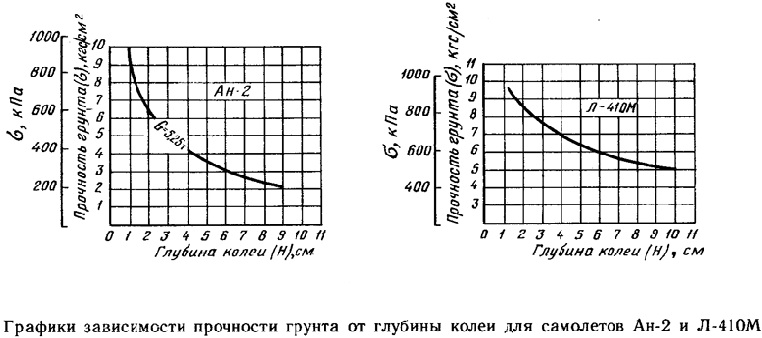 σ, кПа
1000
800
600
400
200
Прочность грунта(σ), кгс/см²
10
9
8
7
6
5
4
3
2
1
Ан-2
G=5,25т
0 1 2 3 4 5 6 7 8 9 10 11
Глубина колеи (Н), см
σ, кПа
1000
800
600
400
Прочность грунта (σ), кгс/см²
11
10
9
8
7
6
5
4
3
Л-410М
0 1 2 3 4 5 6 7 8 9 10 11
Глубина колеи (Н), см
Графики зависимости прочности грунта от глубины колеи для самолетов Ан-2 и Л-410М